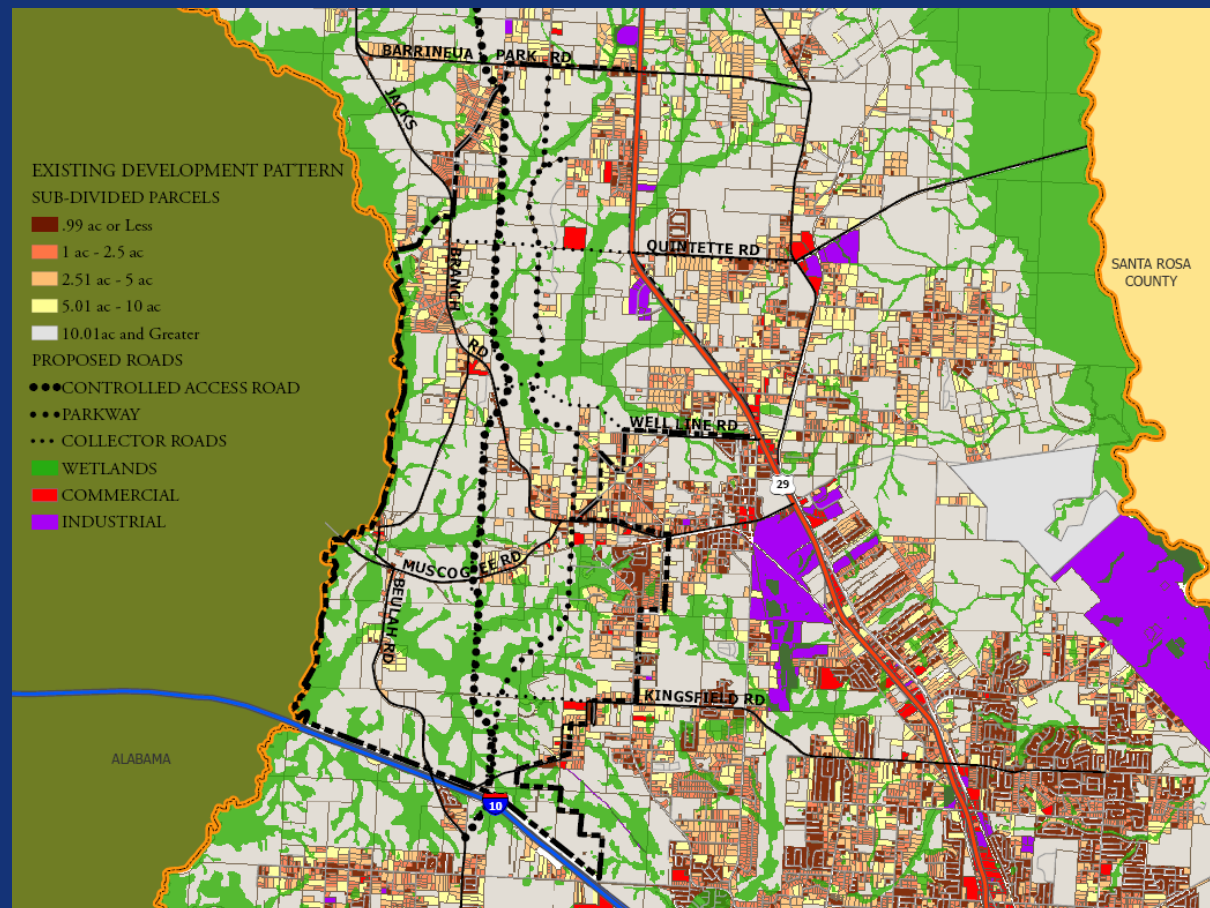 EXISTING DEVELOPMENT PATTERN
SUB-DIVIDED PARCELS
.99 ac or Less
1 ac - 2.5 ac
2.51 ac - 5 ac
5.01 ac - 10 ac
10.01ac and Greater
PROPOSED ROADS
CONTROLLED ACCESS ROAD
PARKWAY
COLLECTOR ROADS
WETLANDS
COMMERCIAL
INDUSTRIAL
BARRINEUA PARK RD
JACKS
BRANCH
RD
QUINTETTE RD
SANTA ROSA
COUNTY
WELL LINE RD
29
MUSCOGEE RD
BEULAH RD
KINGSFIELD RD
ALABAMA
10